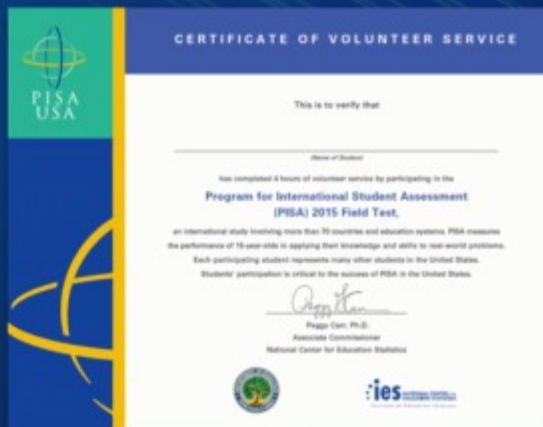 PISA
USA
CERTIFICATE OF VOLUNTEER SERVICE
This is to verify that
(Name of Student)
has completed 4 hours of volunteer service by participating in the
Program for International Student Assessment
(PISA) 2015 Field Test,
an international study involving more than 70 countries and education systems. PISA measures
the performance of 15-year-olds in applying their knowledge and skills to real-world problems.
Each participating student represents many other students in the United States.
Students' participation is critical to the success of PISA in the United States.
Peggy Carr, Ph.D.
Associate Commissioner
National Center for Education Statistics
ies